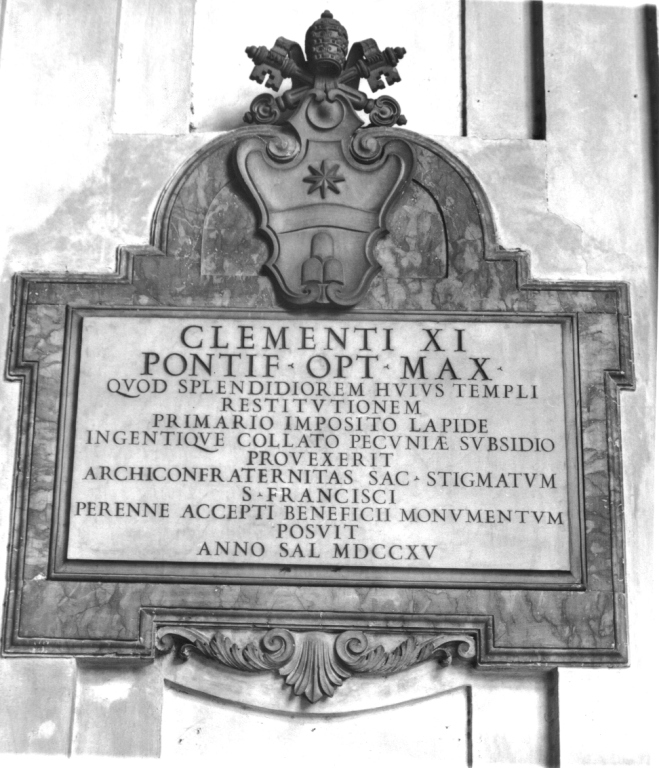 CLEMENTI XI
PONTIF · OPT · MAX ·
QVOD SPLENDIDIOREM HVIVS TEMPLI
RESTITVTIONEM
PRIMARIO IMPOSITO LAPIDE
INGENTIQVE COLLATO PECVNIÆ SVBSIDIO
PROVEXERIT
ARCHICONFRATERNITAS SAC · STIGMATVM
S · FRANCISCI
PERENNE ACCEPTI BENEFICII MONVMENTVM
POSVIT
ANNO SAL MDCCXV